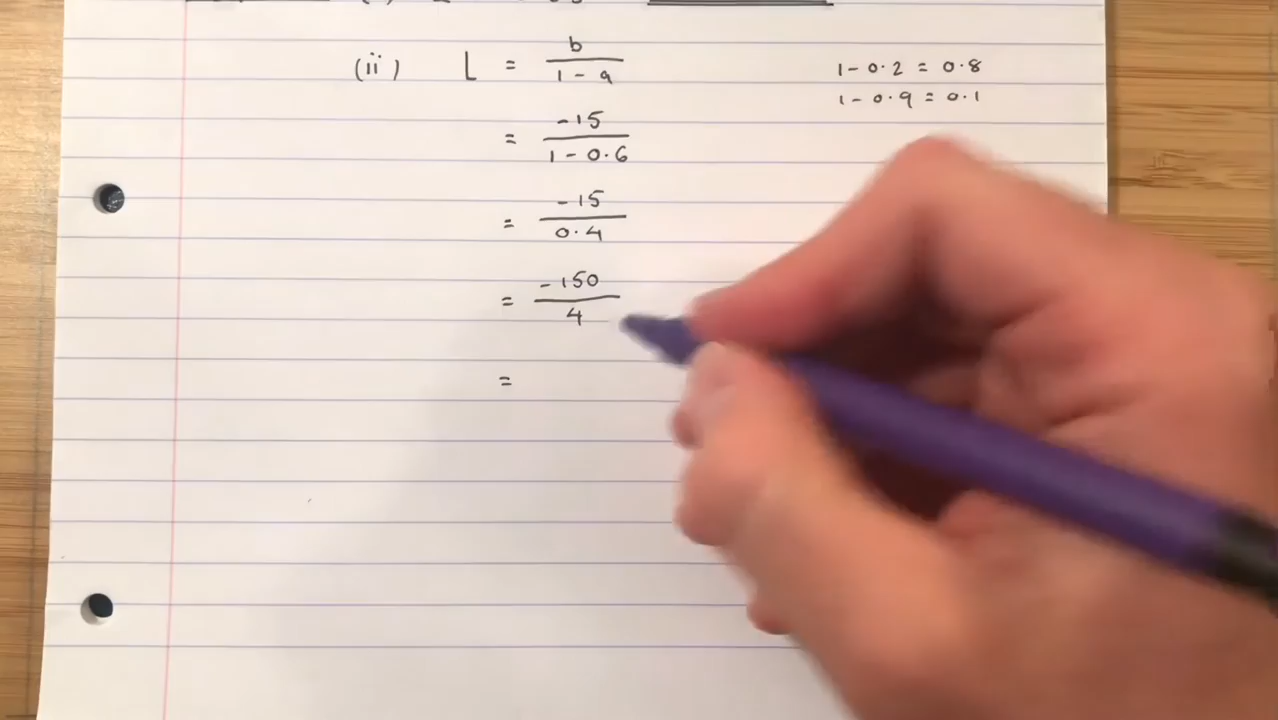 (ii) L = b / 1 - a
= -15 / 1 - 0.6
= -15 / 0.4
= -150 / 4
=
1 - 0.2 = 0.8
1 - 0.9 = 0.1